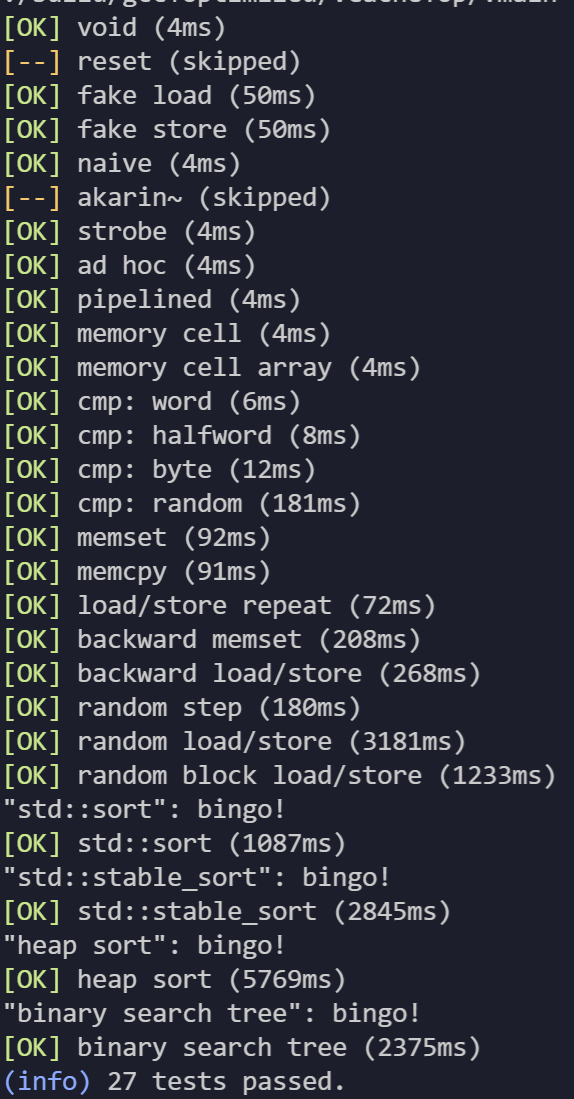 [OK] void (4ms)
[--] reset (skipped)
[OK] fake load (50ms)
[OK] fake store (50ms)
[OK] naive (4ms)
[--] akarin~ (skipped)
[OK] strobe (4ms)
[OK] ad hoc (4ms)
[OK] pipelined (4ms)
[OK] memory cell (4ms)
[OK] memory cell array (4ms)
[OK] cmp: word (6ms)
[OK] cmp: halfword (8ms)
[OK] cmp: byte (12ms)
[OK] cmp: random (181ms)
[OK] memset (92ms)
[OK] memcpy (91ms)
[OK] load/store repeat (72ms)
[OK] backward memset (208ms)
[OK] backward load/store (268ms)
[OK] random step (180ms)
[OK] random load/store (3181ms)
[OK] random block load/store (1233ms)
"std::sort": bingo!
[OK] std::sort (1087ms)
"std::stable_sort": bingo!
[OK] std::stable_sort (2845ms)
"heap sort": bingo!
[OK] heap sort (5769ms)
"binary search tree": bingo!
[OK] binary search tree (2375ms)
(info) 27 tests passed.